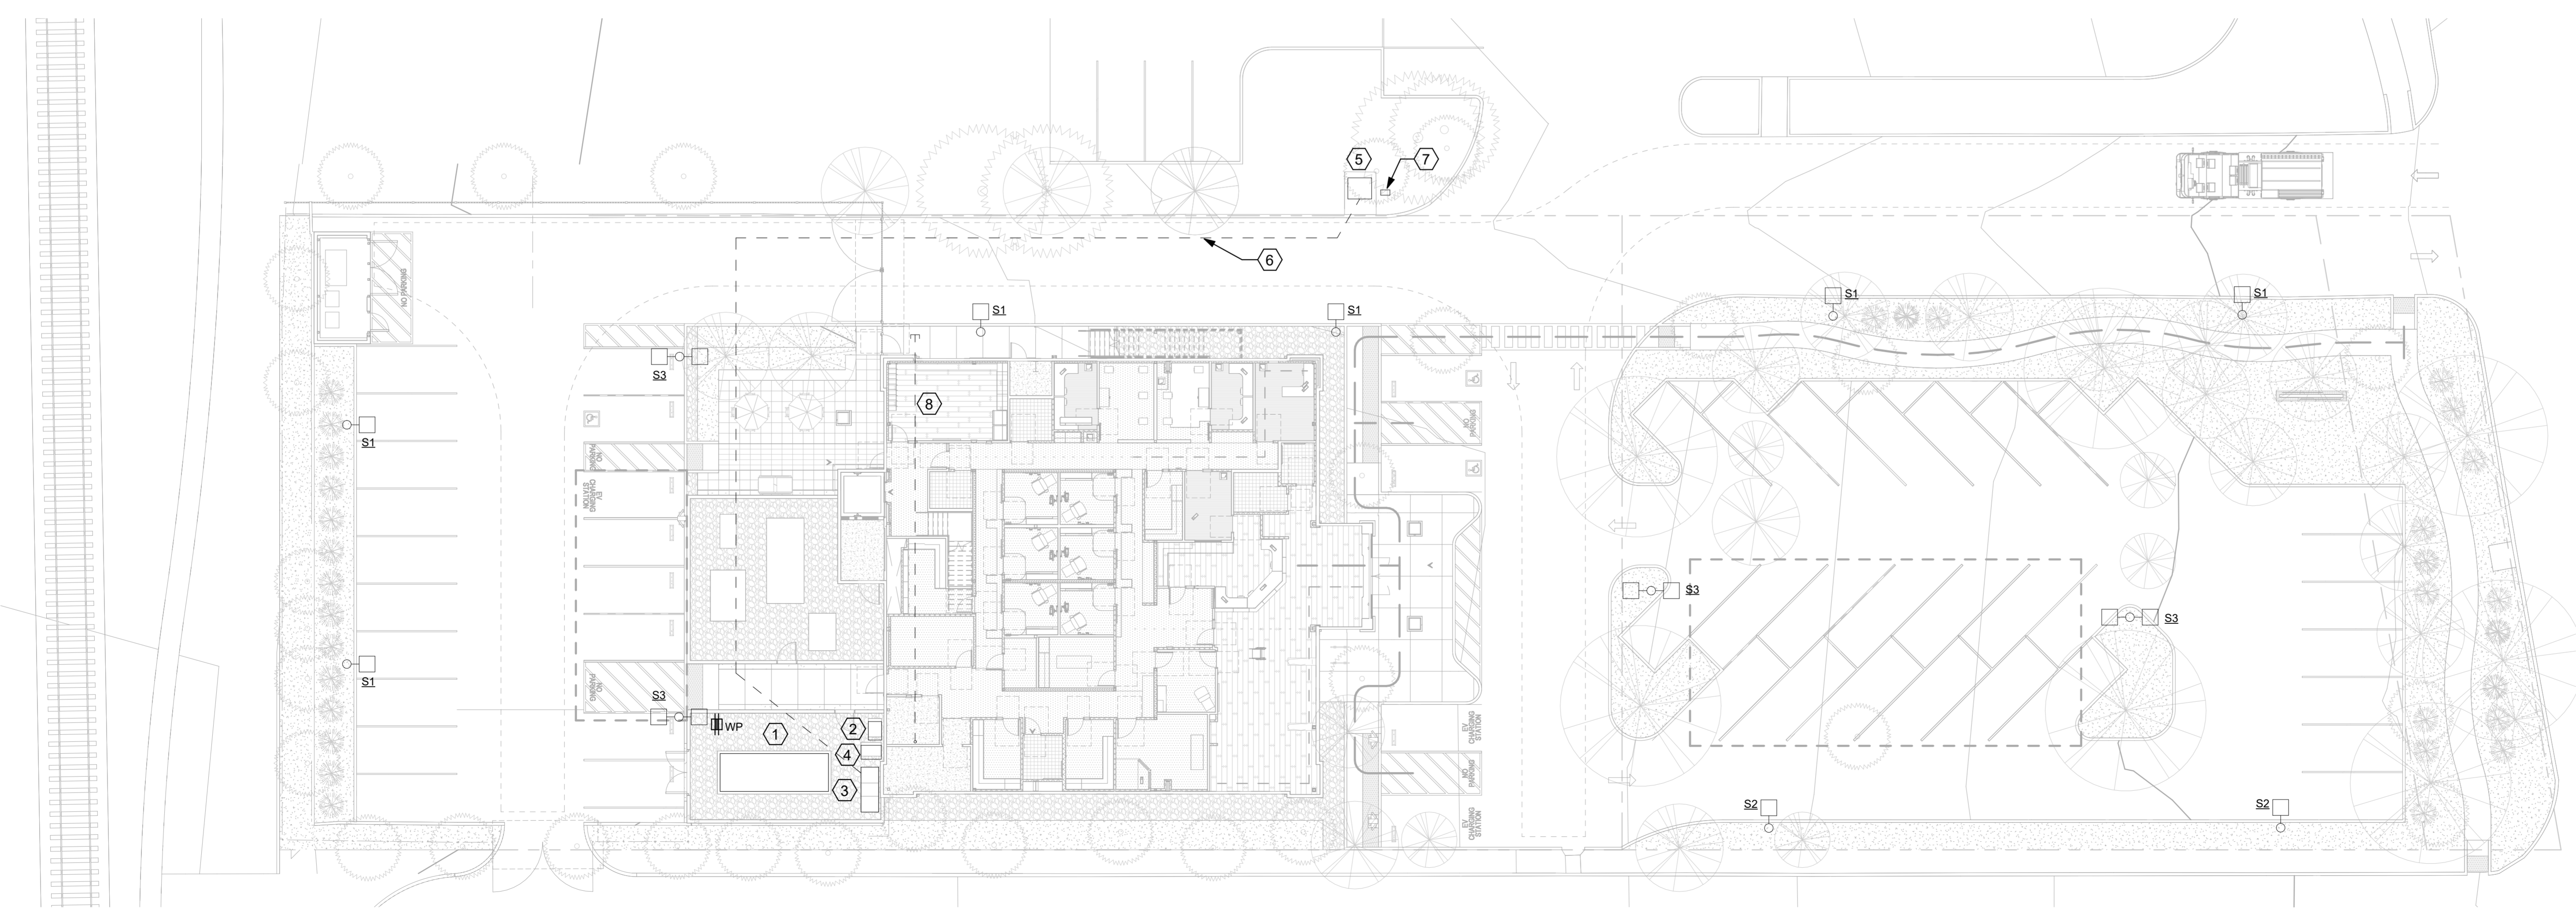 5
7
6
NO PARKING
S1
S1
S1
S1
S3
8
S1
NO
PARKING
NO
PARKING
EV
CHARGING
STATION
S3
S3
S1
NO
PARKING
S3
WP
1
2
4
3
EV
CHARGING
STATION
NO
PARKING
EV
CHARGING
STATION
S2
S2